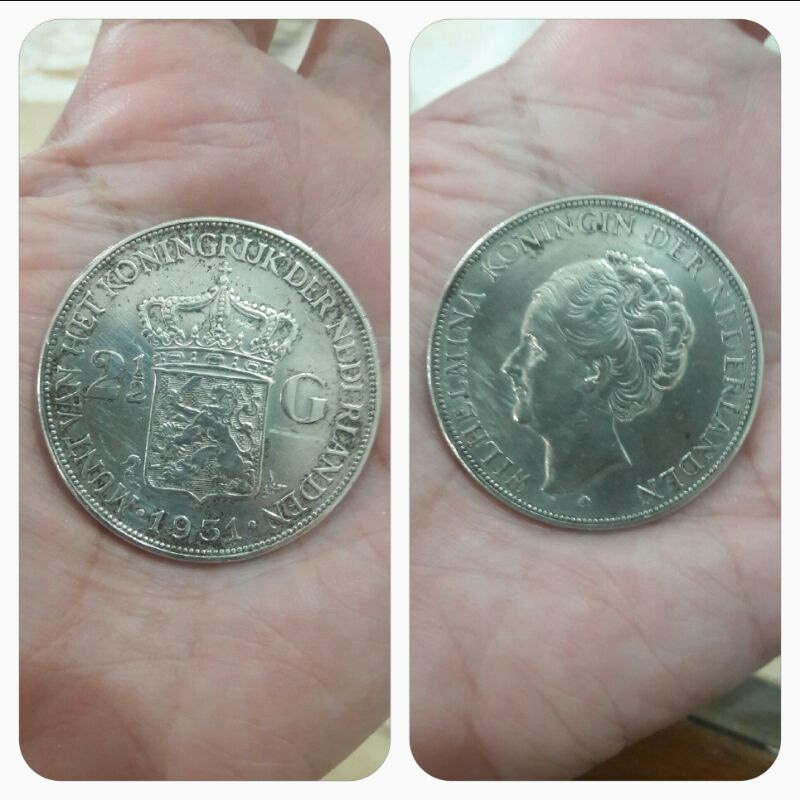 MUNT VAN HET KONINGRIJK DER NEDERLANDEN
2½ G
· 1931 ·
WILHELMINA KONINGIN DER NEDERLANDEN